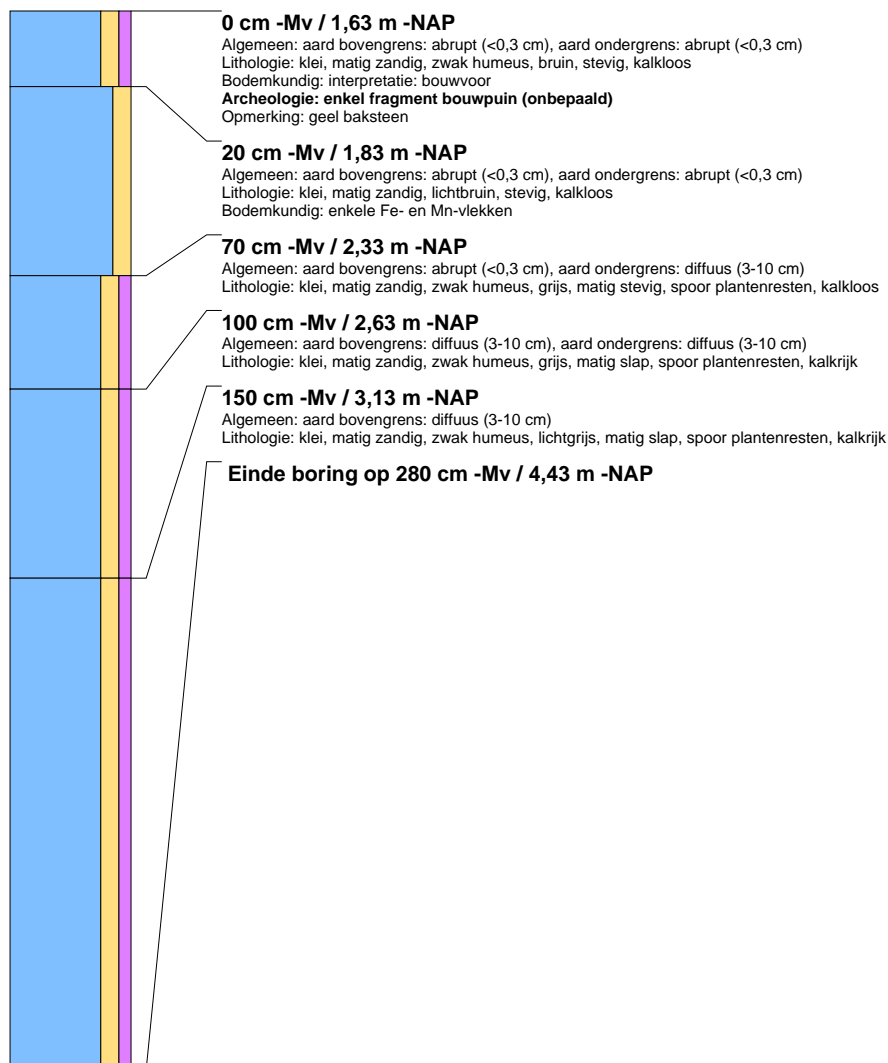 0 cm -Mv / 1,63 m -NAP
Algemeen: aard bovengrens: abrupt (<0,3 cm), aard ondergrens: abrupt (<0,3 cm)
Lithologie: klei, matig zandig, zwak humeus, bruin, stevig, kalkloos
Bodemkundig: interpretatie: bouwvoor
Archeologie: enkel fragment bouwpuin (onbepaald)
Opmerking: geel baksteen
20 cm -Mv / 1,83 m -NAP
Algemeen: aard bovengrens: abrupt (<0,3 cm), aard ondergrens: abrupt (<0,3 cm)
Lithologie: klei, matig zandig, lichtbruin, stevig, kalkloos
Bodemkundig: enkele Fe- en Mn-vlekken
70 cm -Mv / 2,33 m -NAP
Algemeen: aard bovengrens: abrupt (<0,3 cm), aard ondergrens: diffuus (3-10 cm)
Lithologie: klei, matig zandig, zwak humeus, grijs, matig stevig, spoor plantenresten, kalkloos
100 cm -Mv / 2,63 m -NAP
Algemeen: aard bovengrens: diffuus (3-10 cm), aard ondergrens: diffuus (3-10 cm)
Lithologie: klei, matig zandig, zwak humeus, grijs, matig slap, spoor plantenresten, kalkrijk
150 cm -Mv / 3,13 m -NAP
Algemeen: aard bovengrens: diffuus (3-10 cm)
Lithologie: klei, matig zandig, zwak humeus, lichtgrijs, matig slap, spoor plantenresten, kalkrijk
Einde boring op 280 cm -Mv / 4,43 m -NAP